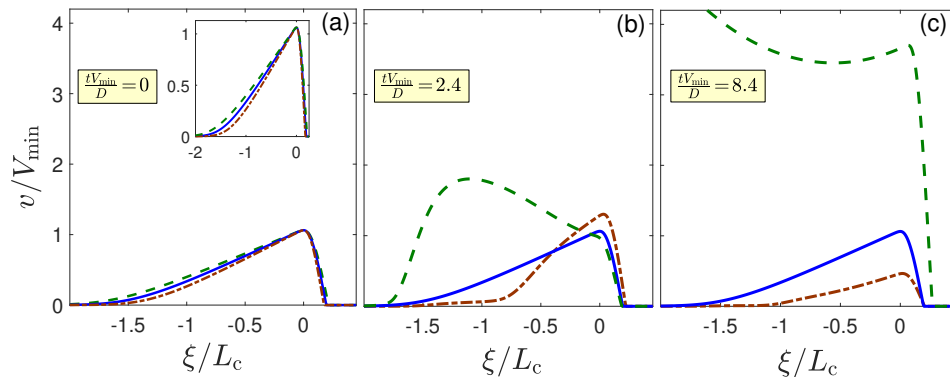 (a)
(b)
(c)
4
3
2
1
0
v/V_min
tV_min/D = 0
tV_min/D = 2.4
tV_min/D = 8.4
1
0.5
0
-2 -1 0
-1.5 -1 -0.5 0
-1.5 -1 -0.5 0
-1.5 -1 -0.5 0
ξ/L_c
ξ/L_c
ξ/L_c